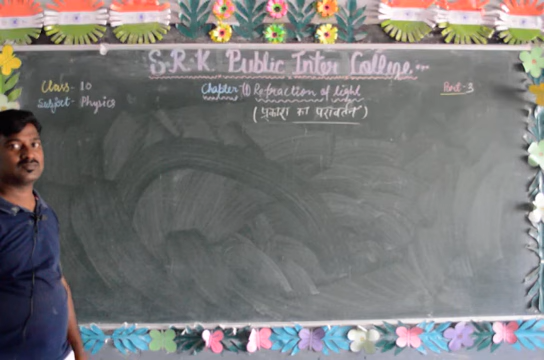 S.R.K Public Inter College...
Class- 10
Chapter (1) Refraction of light
Part-3
Subject- Physics
(प्रकाश का परावर्तन)